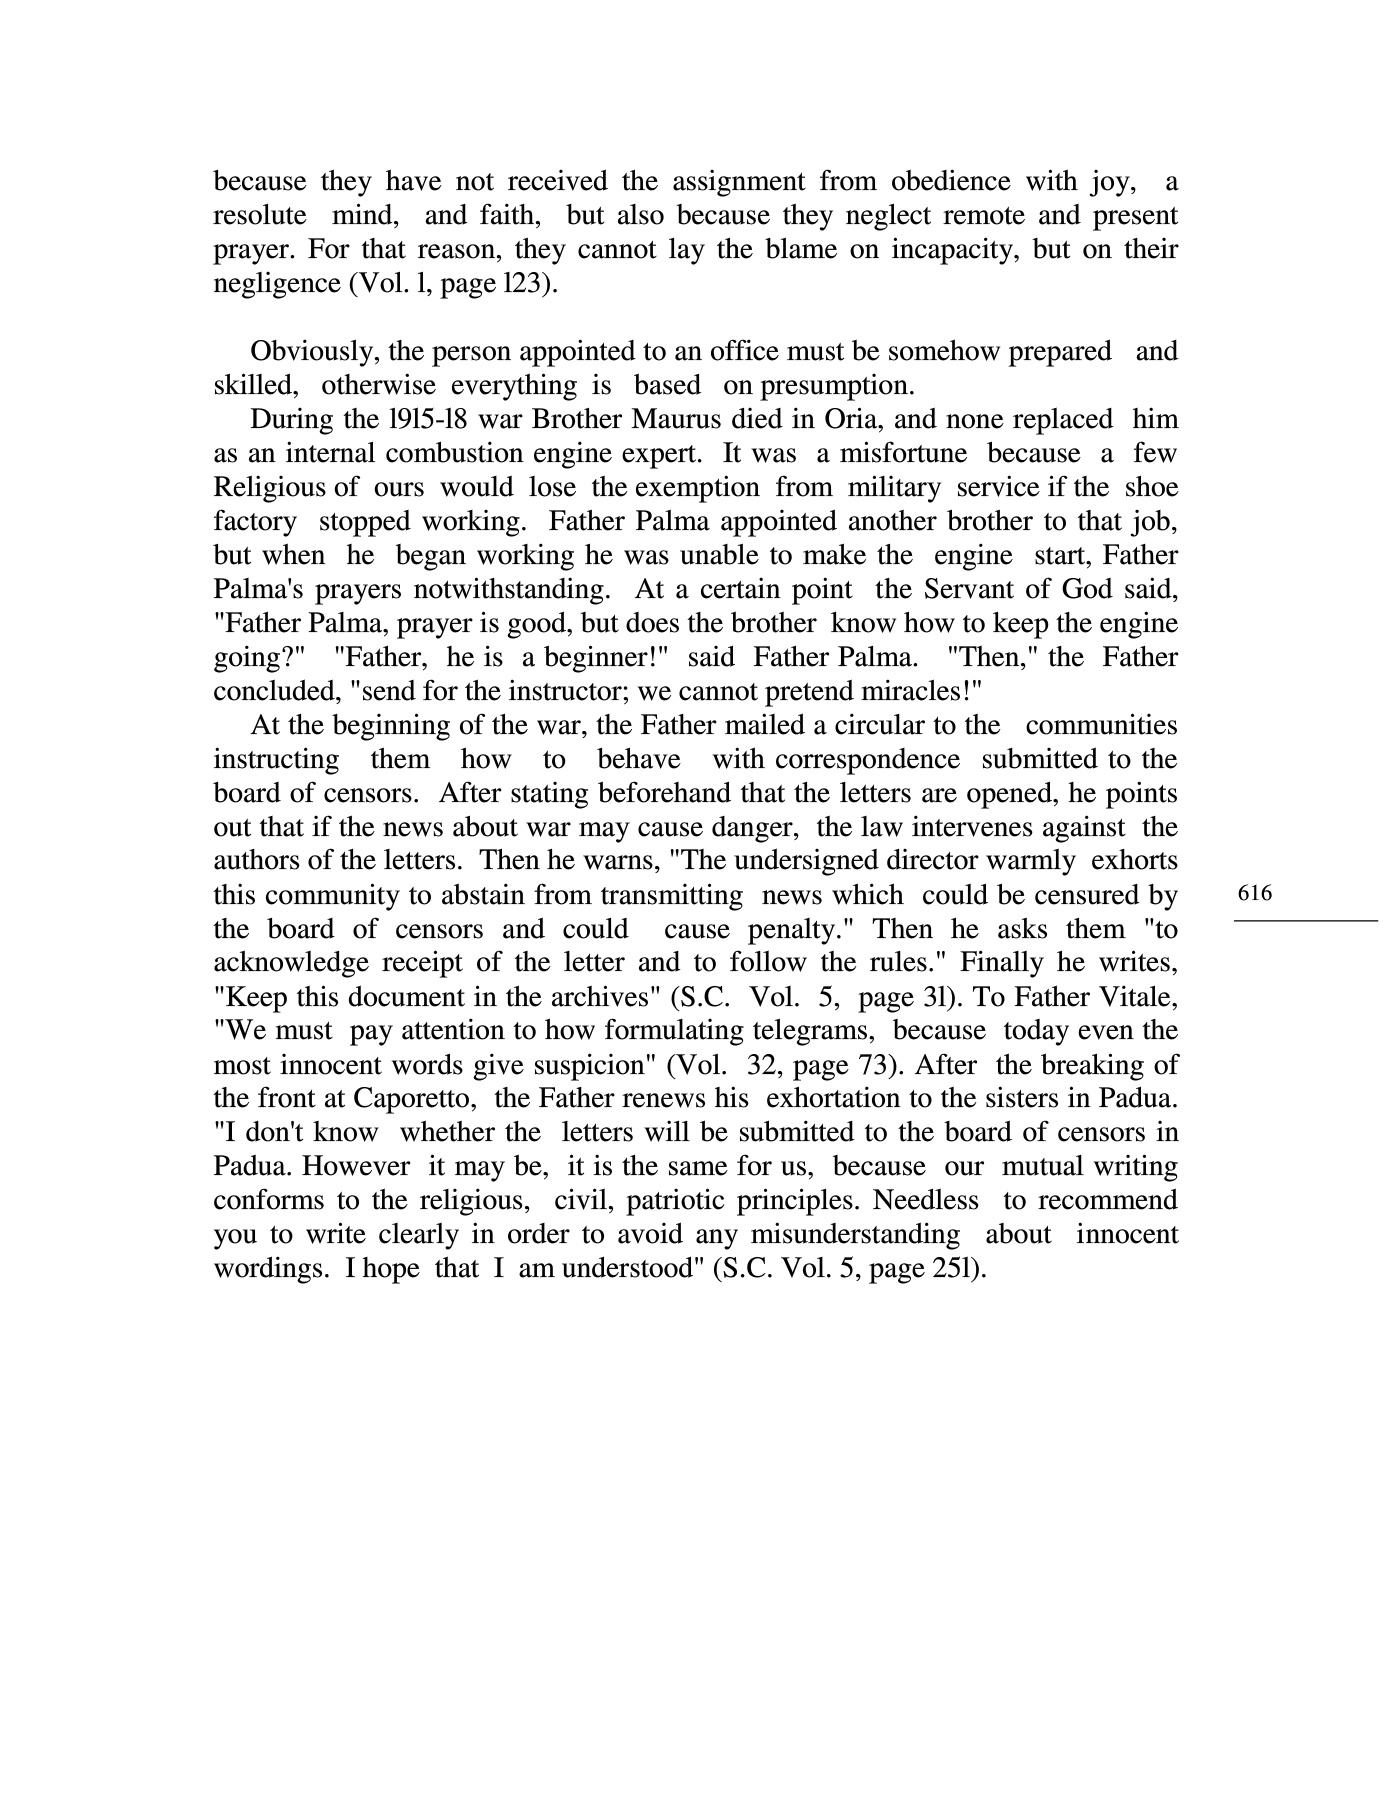 because they have not received the assignment from obedience with joy, a
resolute mind, and faith, but also because they neglect remote and present
prayer. For that reason, they cannot lay the blame on incapacity, but on their
negligence (Vol. l, page l23).
Obviously, the person appointed to an office must be somehow prepared and
skilled, otherwise everything is based on presumption.
During the l9l5-l8 war Brother Maurus died in Oria, and none replaced him
as an internal combustion engine expert. It was a misfortune because a few
Religious of ours would lose the exemption from military service if the shoe
factory stopped working. Father Palma appointed another brother to that job,
but when he began working he was unable to make the engine start, Father
Palma's prayers notwithstanding. At a certain point the Servant of God said,
"Father Palma, prayer is good, but does the brother know how to keep the engine
going?" "Father, he is a beginner!" said Father Palma. "Then," the Father
concluded, "send for the instructor; we cannot pretend miracles!"
At the beginning of the war, the Father mailed a circular to the communities
instructing them how to behave with correspondence submitted to the
board of censors. After stating beforehand that the letters are opened, he points
out that if the news about war may cause danger, the law intervenes against the
authors of the letters. Then he warns, "The undersigned director warmly exhorts
this community to abstain from transmitting news which could be censured by
the board of censors and could cause penalty." Then he asks them "to
acknowledge receipt of the letter and to follow the rules." Finally he writes,
"Keep this document in the archives" (S.C. Vol. 5, page 3l). To Father Vitale,
"We must pay attention to how formulating telegrams, because today even the
most innocent words give suspicion" (Vol. 32, page 73). After the breaking of
the front at Caporetto, the Father renews his exhortation to the sisters in Padua.
"I don't know whether the letters will be submitted to the board of censors in
Padua. However it may be, it is the same for us, because our mutual writing
conforms to the religious, civil, patriotic principles. Needless to recommend
you to write clearly in order to avoid any misunderstanding about innocent
wordings. I hope that I am understood" (S.C. Vol. 5, page 25l).
616